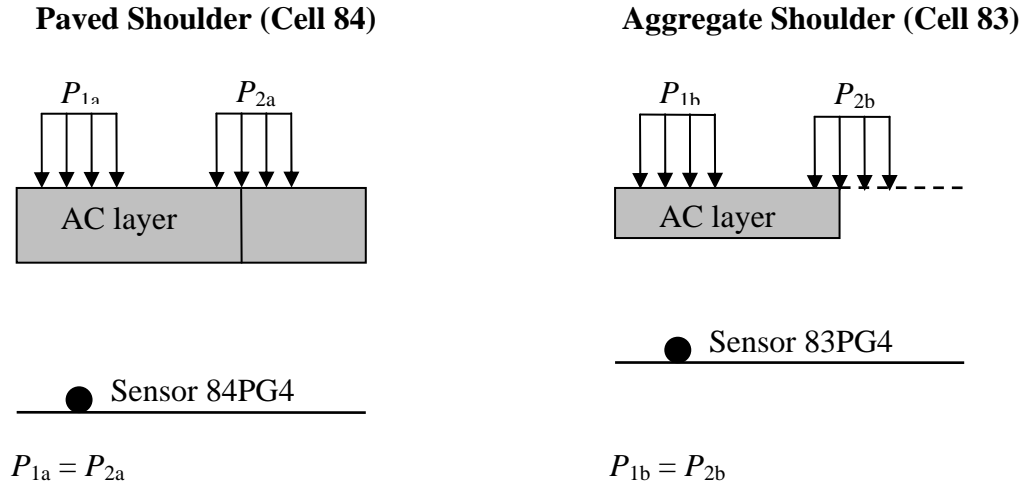 Paved Shoulder (Cell 84)
Aggregate Shoulder (Cell 83)
P1a
P2a
P1b
P2b
AC layer
AC layer
Sensor 83PG4
Sensor 84PG4
P1a = P2a
P1b = P2b